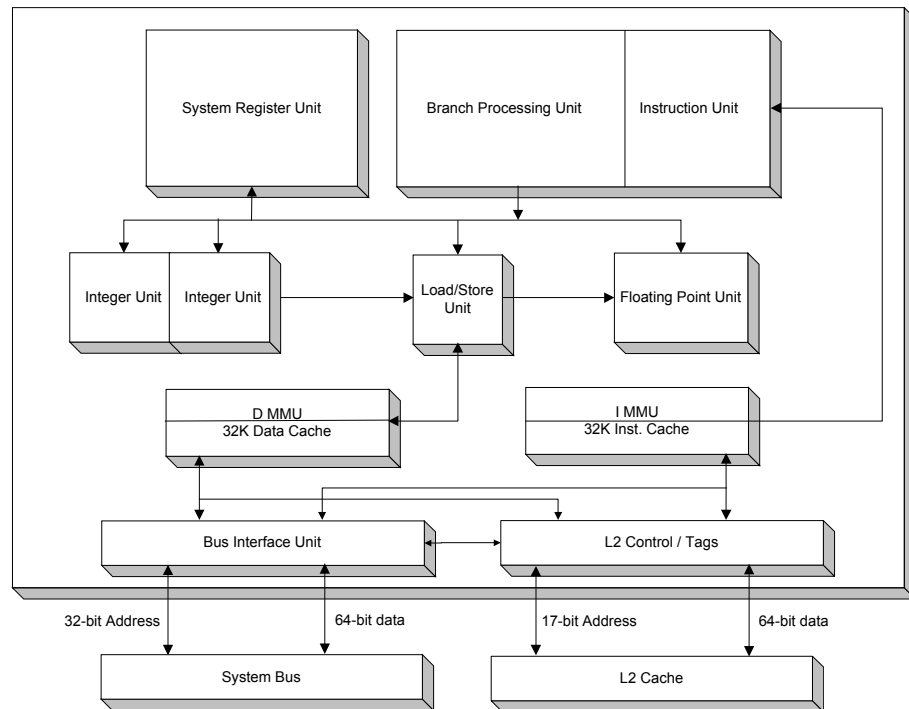 System Register Unit
Branch Processing Unit
Instruction Unit
Integer Unit
Integer Unit
Load/Store
Unit
Floating Point Unit
D MMU
32K Data Cache
I MMU
32K Inst. Cache
Bus Interface Unit
L2 Control / Tags
32-bit Address
64-bit data
17-bit Address
64-bit data
System Bus
L2 Cache